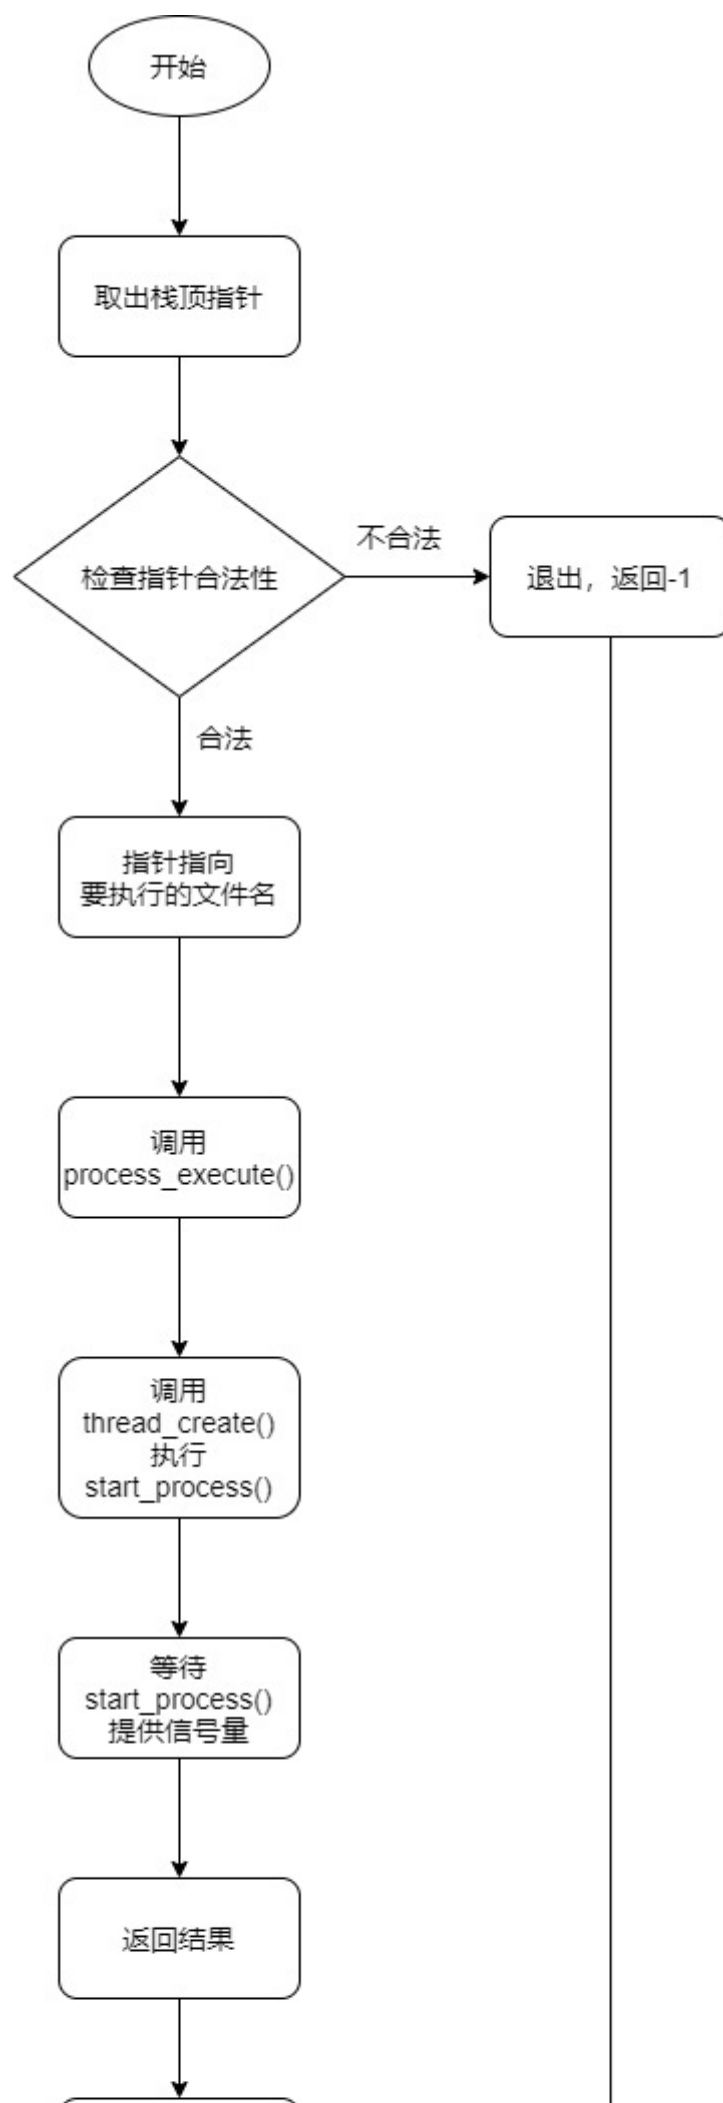 开始
取出栈顶指针
检查指针合法性
不合法
退出，返回-1
合法
指针指向
要执行的文件名
调用
process_execute()
调用
thread_create()
执行
start_process()
等待
start_process()
提供信号量
返回结果